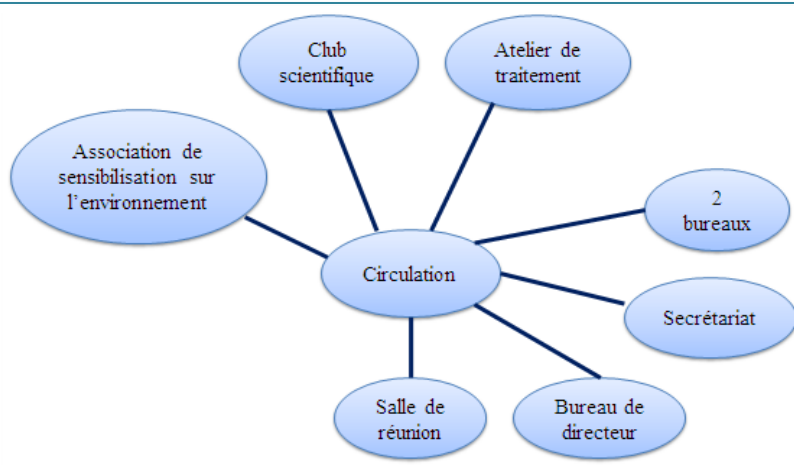 Club
scientifique
Atelier de
traitement
Association de
sensibilisation sur
l'environnement
2
bureaux
Circulation
Secrétariat
Salle de
réunion
Bureau de
directeur